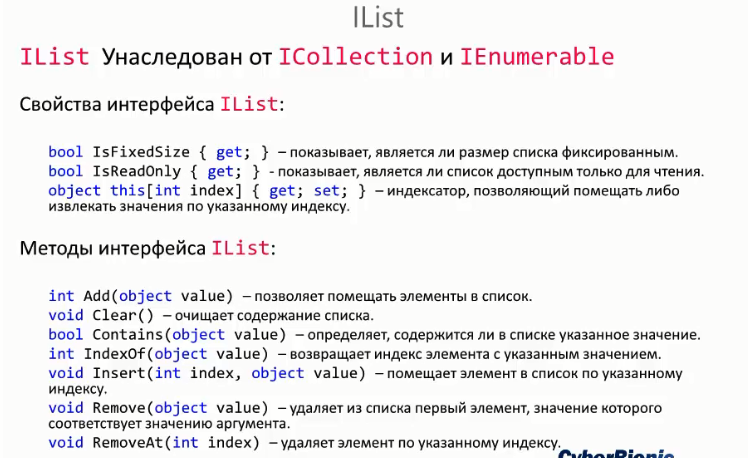 IList
IList Унаследован от ICollection и IEnumerable
Свойства интерфейса IList:
bool IsFixedSize { get; } – показывает, является ли размер списка фиксированным.
bool IsReadOnly { get; } - показывает, является ли список доступным только для чтения.
object this[int index] { get; set; } – индексатор, позволяющий помещать либо
извлекать значения по указанному индексу.
Методы интерфейса IList:
int Add(object value) – позволяет помещать элементы в список.
void Clear() – очищает содержание списка.
bool Contains(object value) – определяет, содержится ли в списке указанное значение.
int IndexOf(object value) – возвращает индекс элемента с указанным значением.
void Insert(int index, object value) – помещает элемент в список по указанному
индексу.
void Remove(object value) – удаляет из списка первый элемент, значение которого
соответствует значению аргумента.
void RemoveAt(int index) – удаляет элемент по указанному индексу.
CyberBionic